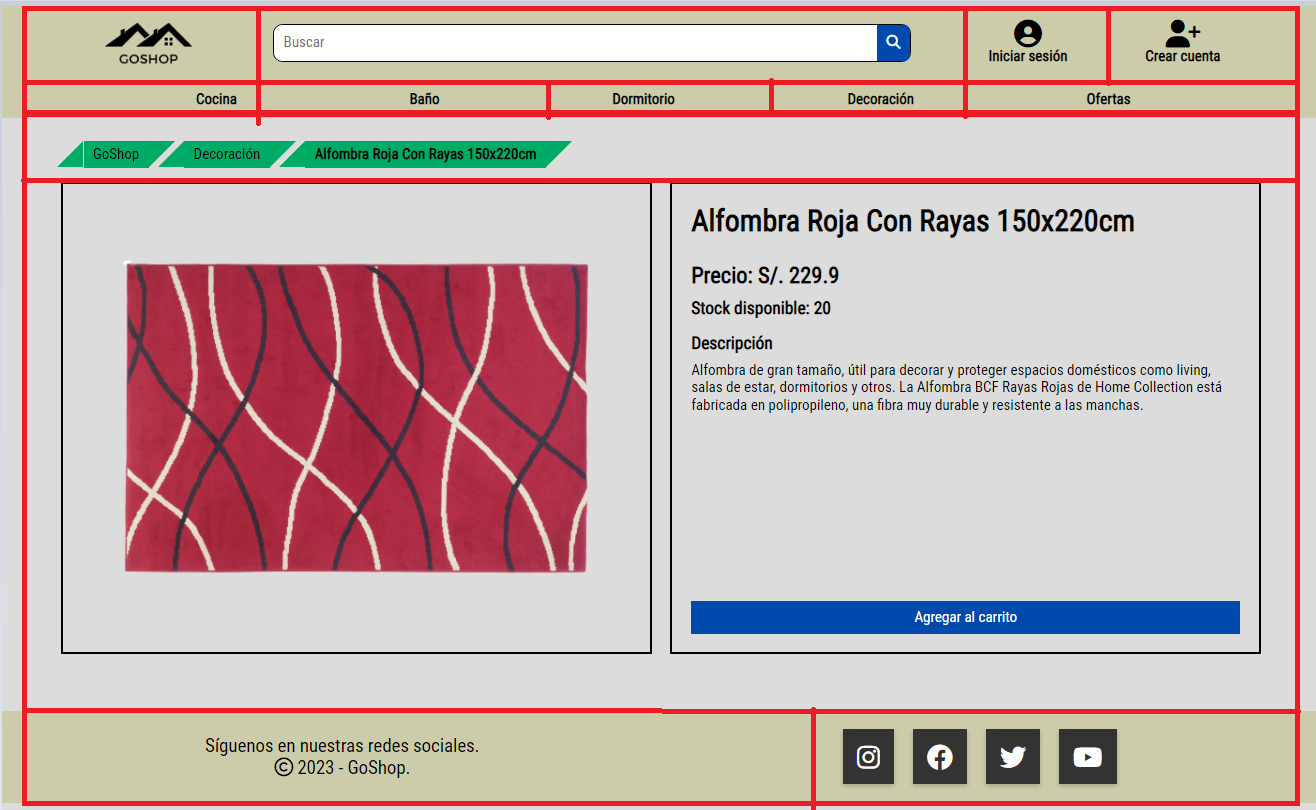 GOSHOP
Buscar
Iniciar sesión
Crear cuenta
Cocina
Baño
Dormitorio
Decoración
Ofertas
GoShop
Decoración
Alfombra Roja Con Rayas 150x220cm
Alfombra Roja Con Rayas 150x220cm
Precio: S/. 229.9
Stock disponible: 20
Descripción
Alfombra de gran tamaño, útil para decorar y proteger espacios domésticos como living,
salas de estar, dormitorios y otros. La Alfombra BCF Rayas Rojas de Home Collection está
fabricada en polipropileno, una fibra muy durable y resistente a las manchas.
Agregar al carrito
Síguenos en nuestras redes sociales.
© 2023 - GoShop.